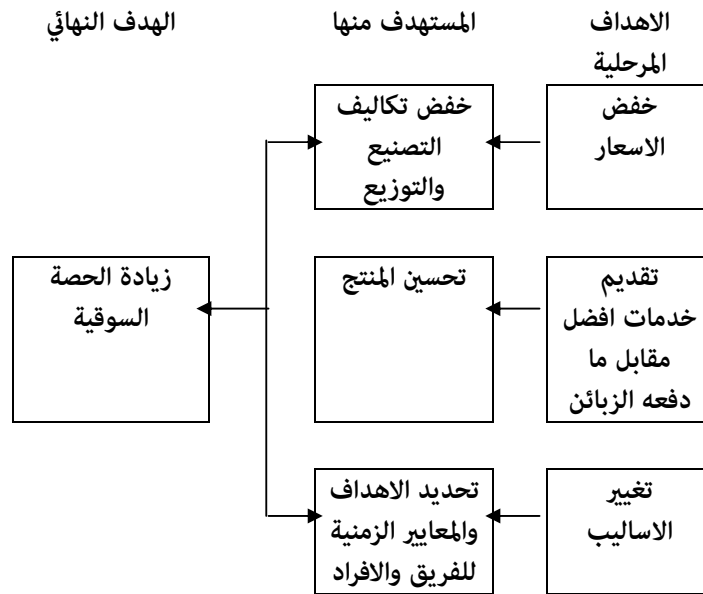 الاهداف
المرحلية
المستهدف منها
الهدف النهائي
خفض
الاسعار
خفض تكاليف
التصنيع
والتوزيع
تقديم
خدمات افضل
مقابل ما
دفعه الزبائن
تحسين المنتج
زيادة الحصة
السوقية
تغيير
الاساليب
تحديد الاهداف
والمعايير الزمنية
للفريق والافراد